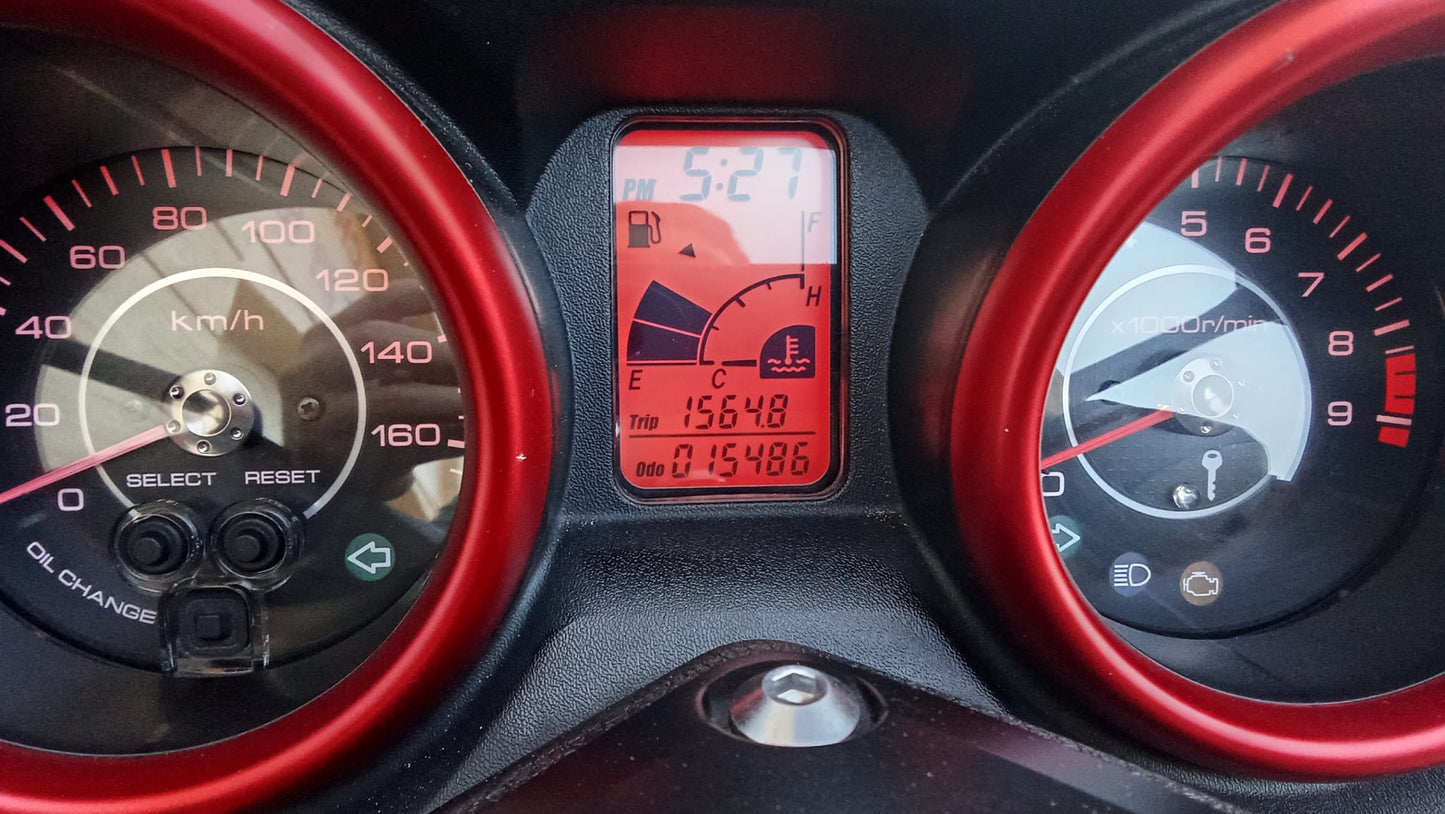 20
40
60
80
100
120
140
160
km/h
0
SELECT RESET
OIL CHANGE
PM 5:27
F
H
E C
Trip 1564.8
Odo 015486
5
6
7
8
9
x1000r/min
0